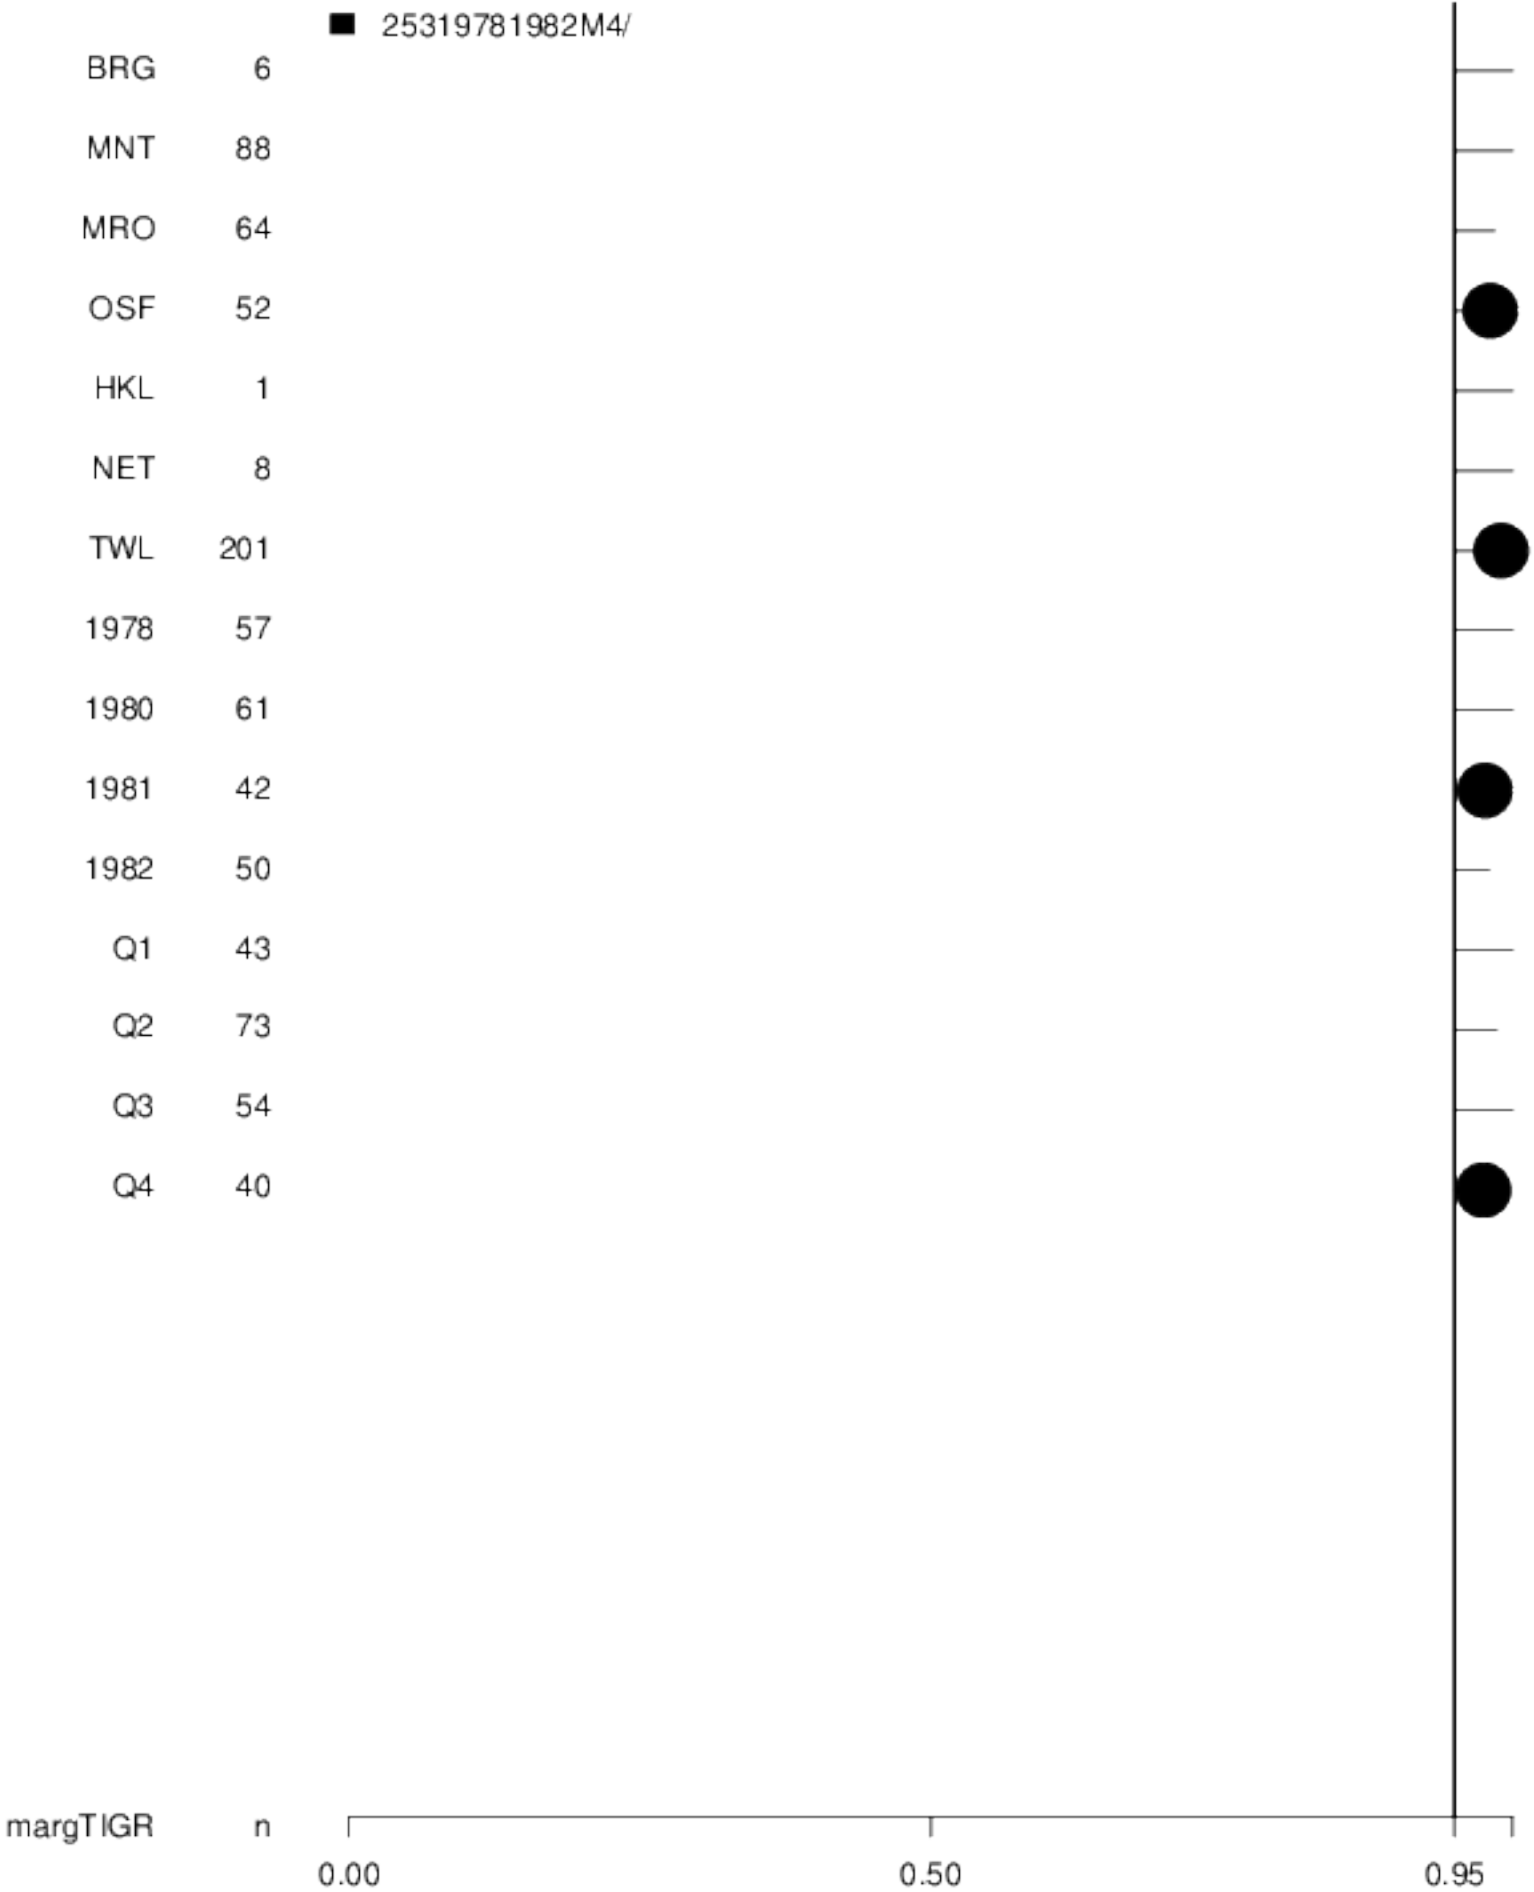 25319781982M4/
BRG 6
MNT 88
MRO 64
OSF 52
HKL 1
NET 8
TWL 201
1978 57
1980 61
1981 42
1982 50
Q1 43
Q2 73
Q3 54
Q4 40
margTIGR n
0.00 0.50 0.95